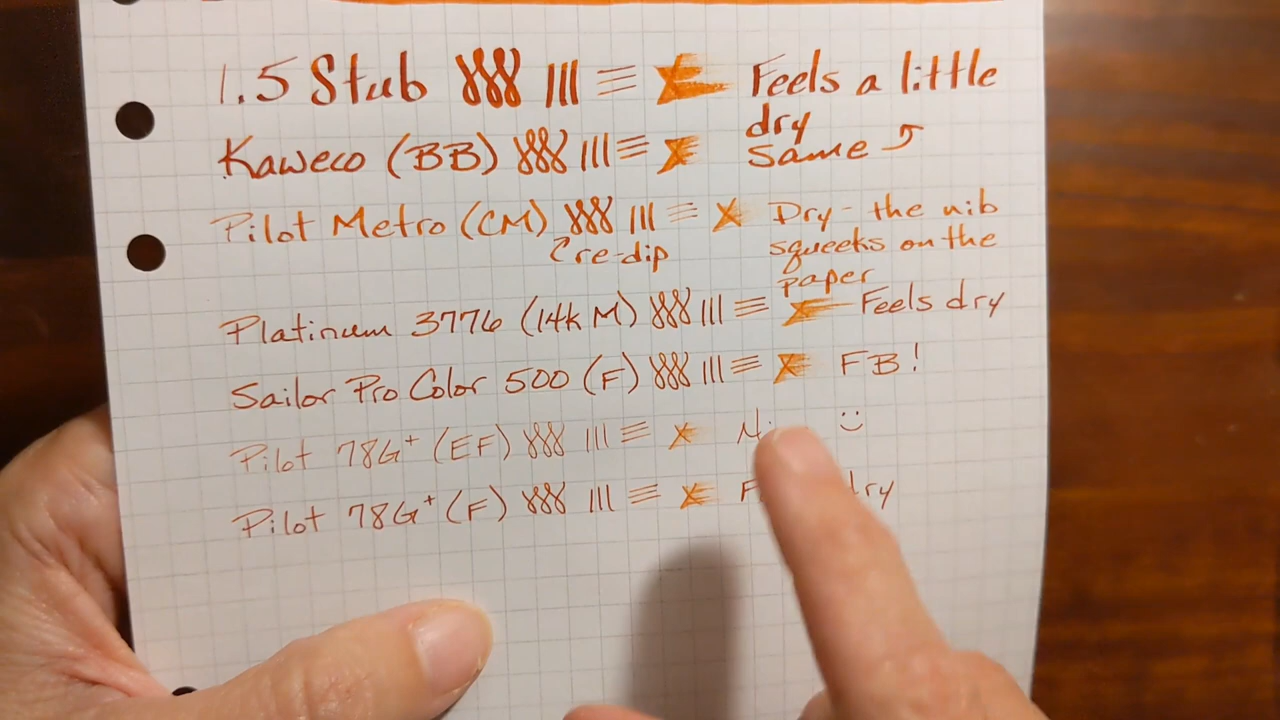 1.5 Stub Feels a little
dry
Kaweco (BB) Same
Pilot Metro (CM) Dry - the nib
squeeks on the
re-dip
paper
Platinum 3776 (14k M) Feels dry
Sailor Pro Color 500 (F) FB!
Pilot 78G+ (EF) :)
Pilot 78G+ (F) dry